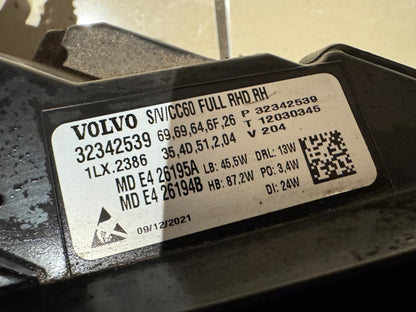 VOLVO S/V/CC60 FULL RHD RH
32342539 69,69,64,6F,26 P 32342539
1LX.2386 35,4D,51,2,04 T 12030345
V 204
MD E4 26195A LB: 45.5W DRL: 13W
MD E4 26194B HB: 87,2W PO: 3.4W
DI: 24W
09/12/2021